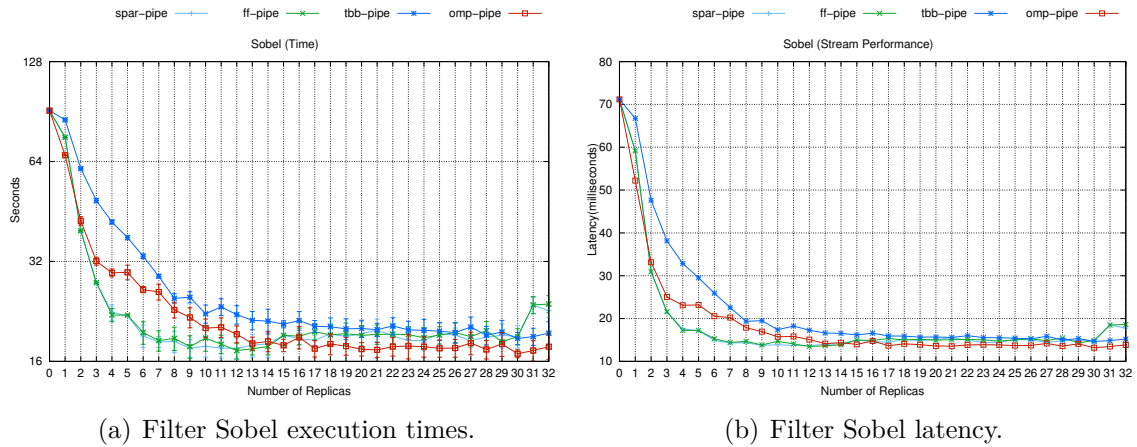 spar-pipe ff-pipe tbb-pipe omp-pipe
Sobel (Time)
128
64
32
16
Seconds
0 1 2 3 4 5 6 7 8 9 10 11 12 13 14 15 16 17 18 19 20 21 22 23 24 25 26 27 28 29 30 31 32
Number of Replicas
(a) Filter Sobel execution times.
spar-pipe ff-pipe tbb-pipe omp-pipe
Sobel (Stream Performance)
80
70
60
50
40
30
20
10
Latency(milliseconds)
0 1 2 3 4 5 6 7 8 9 10 11 12 13 14 15 16 17 18 19 20 21 22 23 24 25 26 27 28 29 30 31 32
Number of Replicas
(b) Filter Sobel latency.